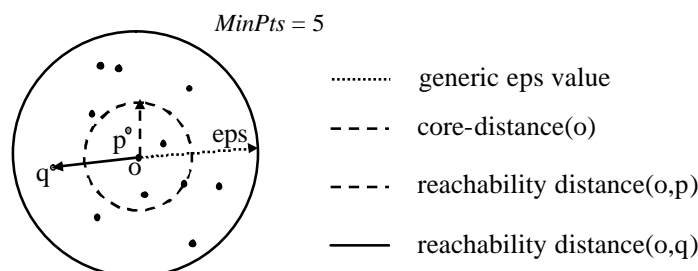 MinPts = 5
generic eps value
core-distance(o)
reachability distance(o,p)
reachability distance(o,q)
p
eps
q
o